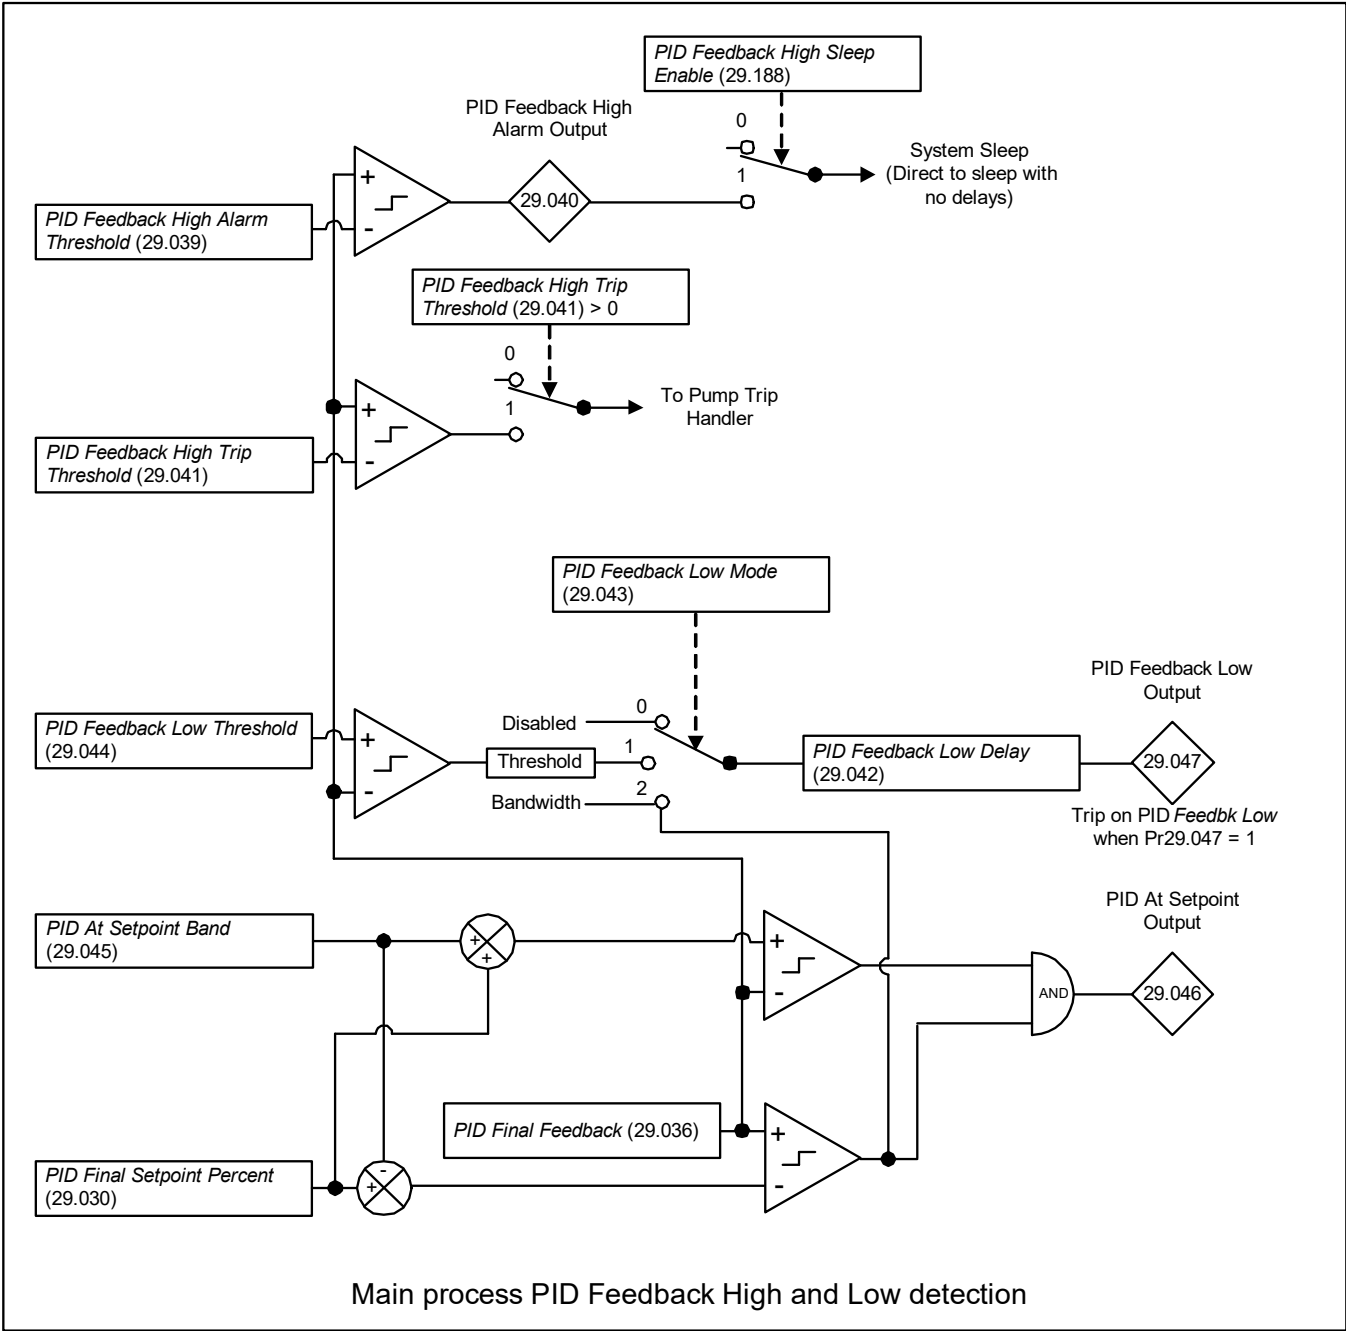 PID Feedback High Sleep
Enable (29.188)
PID Feedback High
Alarm Output
0
System Sleep
(Direct to sleep with
no delays)
1
+
29.040
PID Feedback High Alarm
Threshold (29.039)
-
PID Feedback High Trip
Threshold (29.041) > 0
0
To Pump Trip
Handler
1
+
PID Feedback High Trip
Threshold (29.041)
-
PID Feedback Low Mode
(29.043)
PID Feedback Low
Output
0
Disabled
PID Feedback Low Threshold
(29.044)
+
1
Threshold
PID Feedback Low Delay
(29.042)
29.047
-
2
Bandwidth
Trip on PID Feedbk Low
when Pr29.047 = 1
PID At Setpoint
Output
PID At Setpoint Band
(29.045)
+
+
+
-
AND
29.046
PID Final Feedback (29.036)
+
PID Final Setpoint Percent
(29.030)
-
+
-
Main process PID Feedback High and Low detection